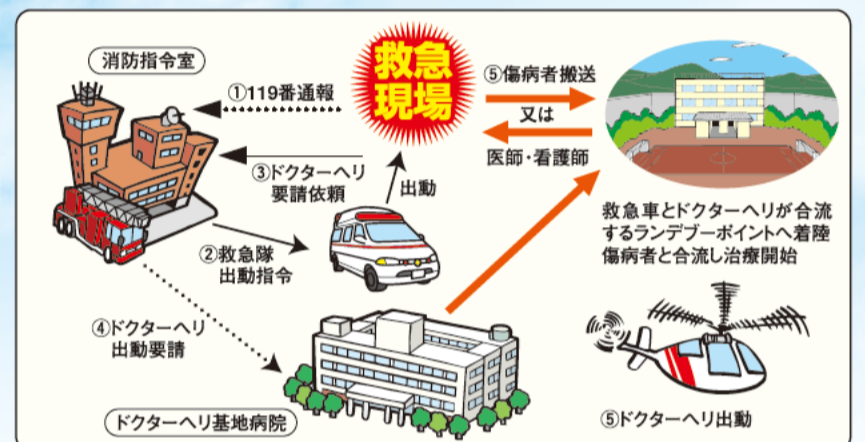 消防指令室
救急
現場
①119番通報
⑤傷病者搬送
又は
医師・看護師
③ドクターヘリ
要請依頼
出動
②救急隊
出動指令
救急車とドクターヘリが合流
するランデブーポイントへ着陸
傷病者と合流し治療開始
④ドクターヘリ
出動要請
ドクターヘリ基地病院
⑤ドクターヘリ出動